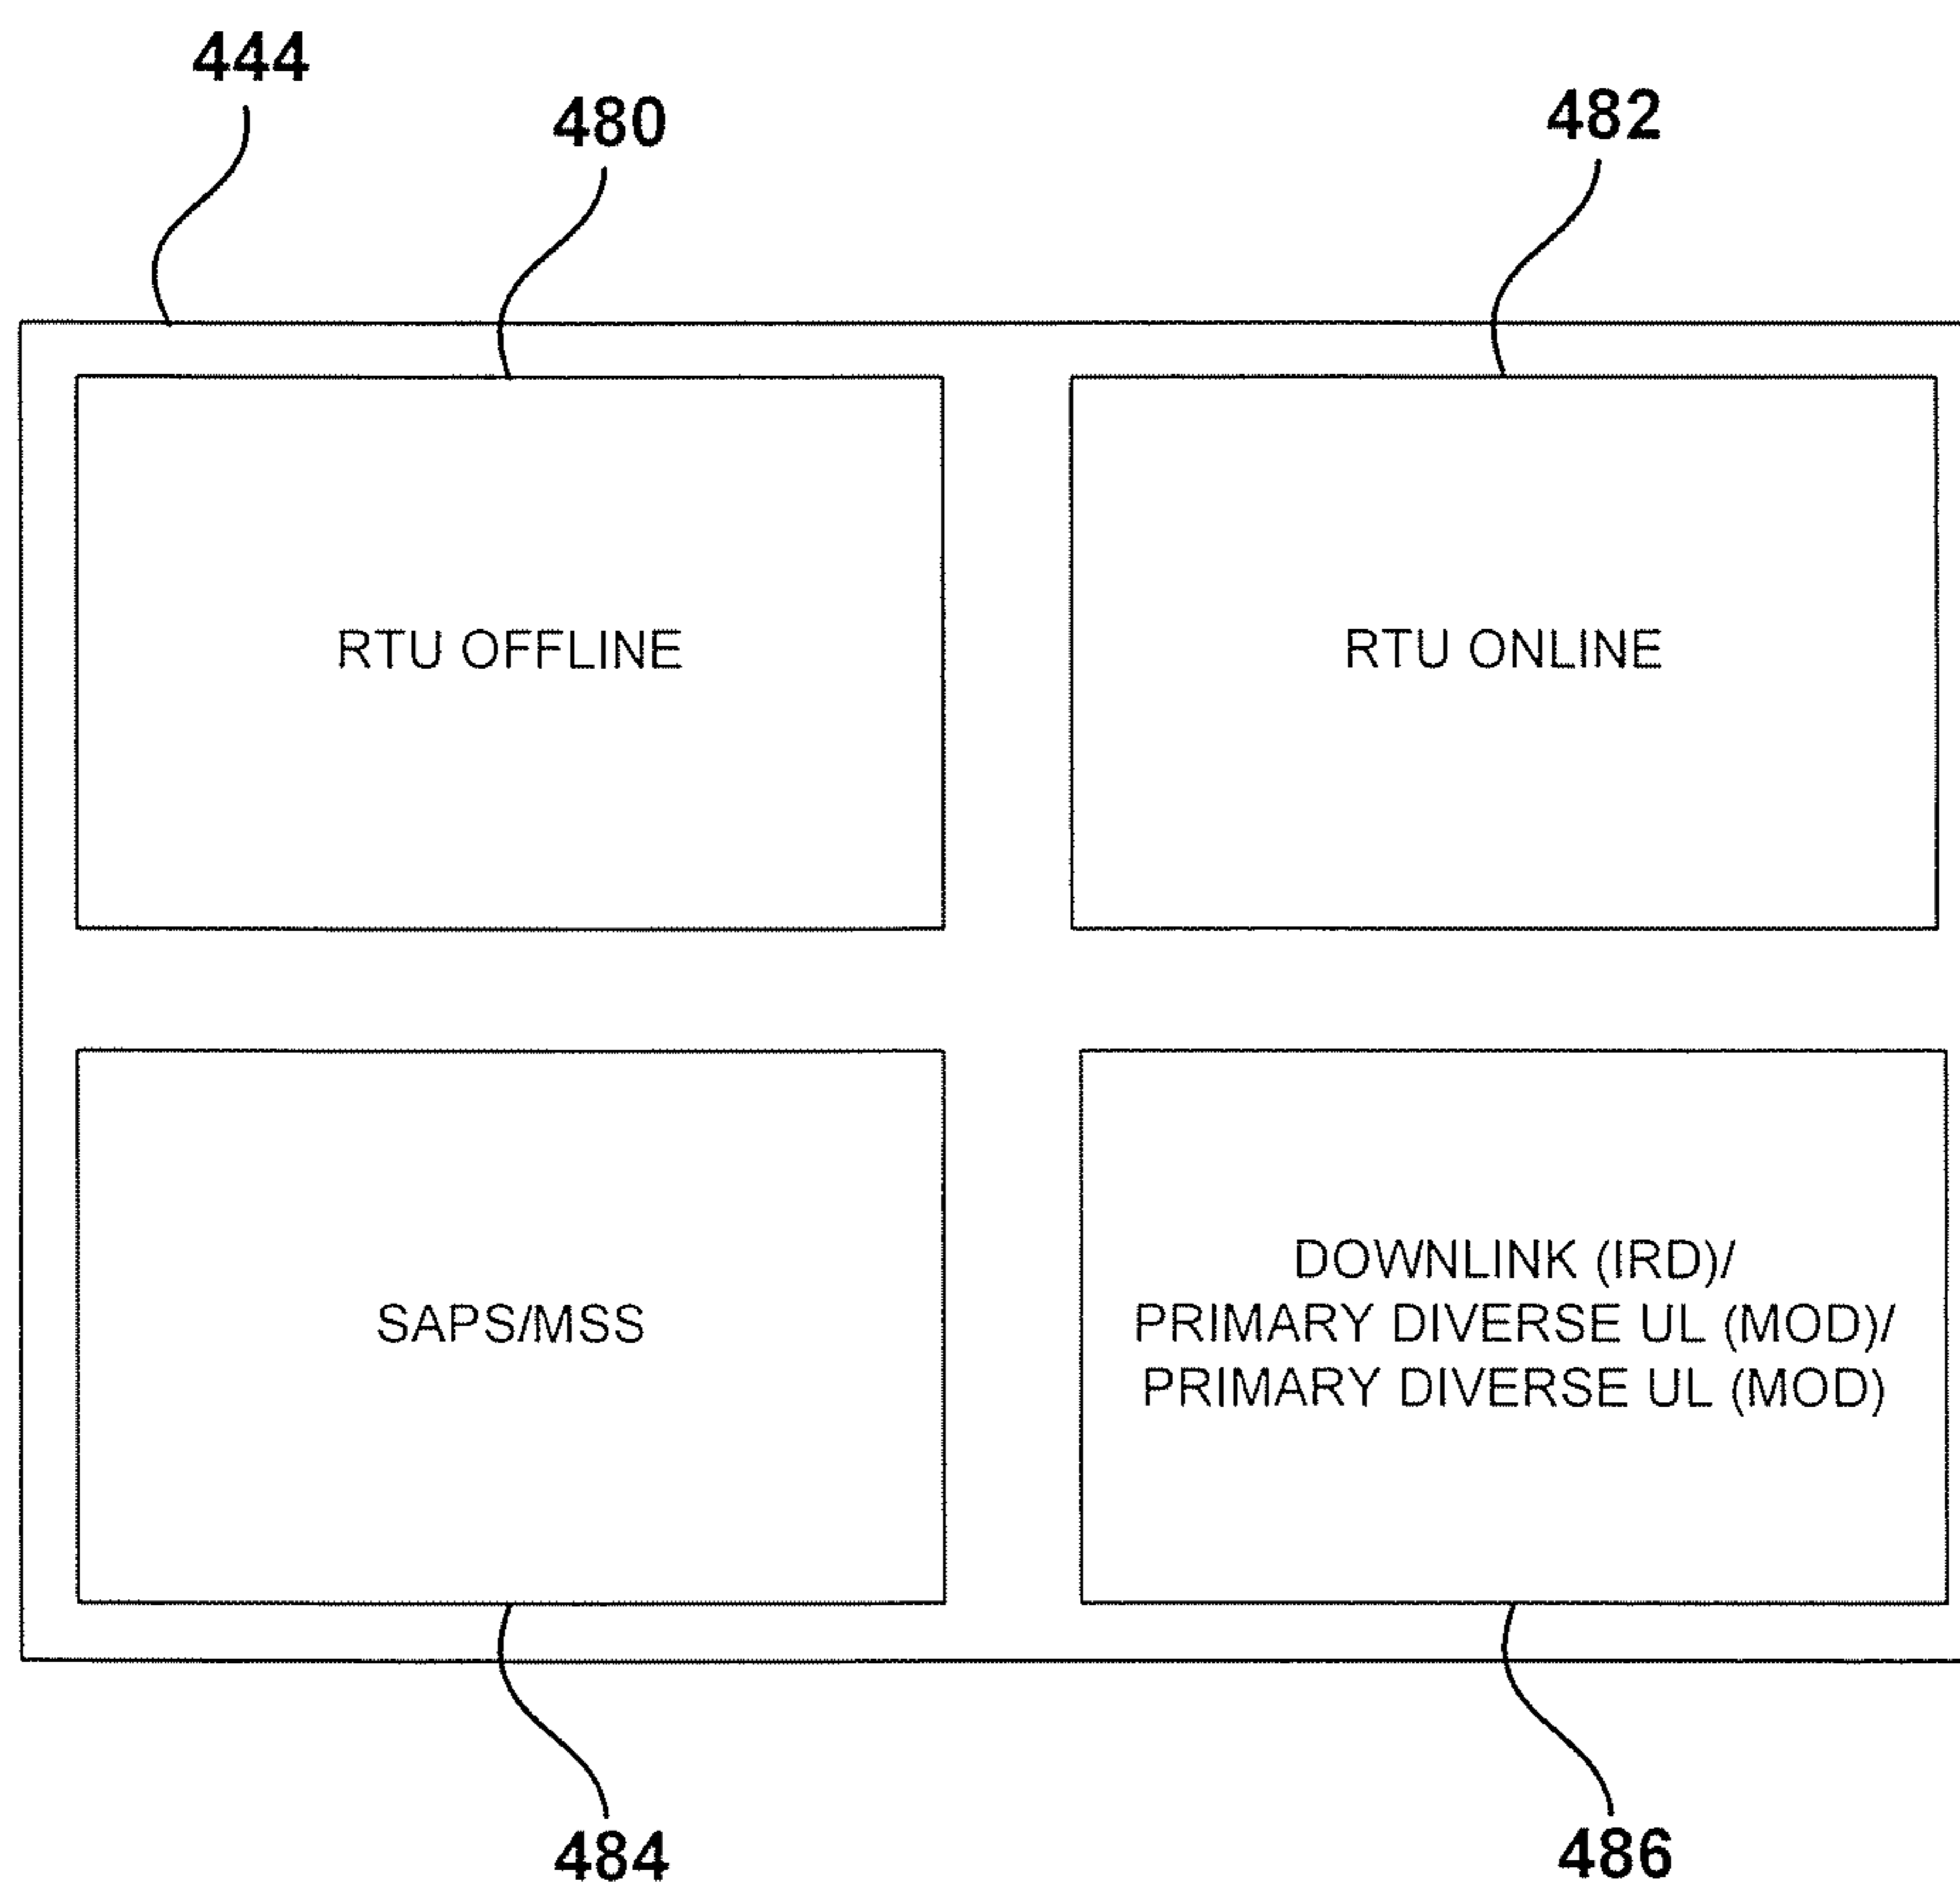 444
480
482
RTU OFFLINE
RTU ONLINE
SAPS/MSS
DOWNLINK (IRD)/
PRIMARY DIVERSE UL (MOD)/
PRIMARY DIVERSE UL (MOD)
484
486